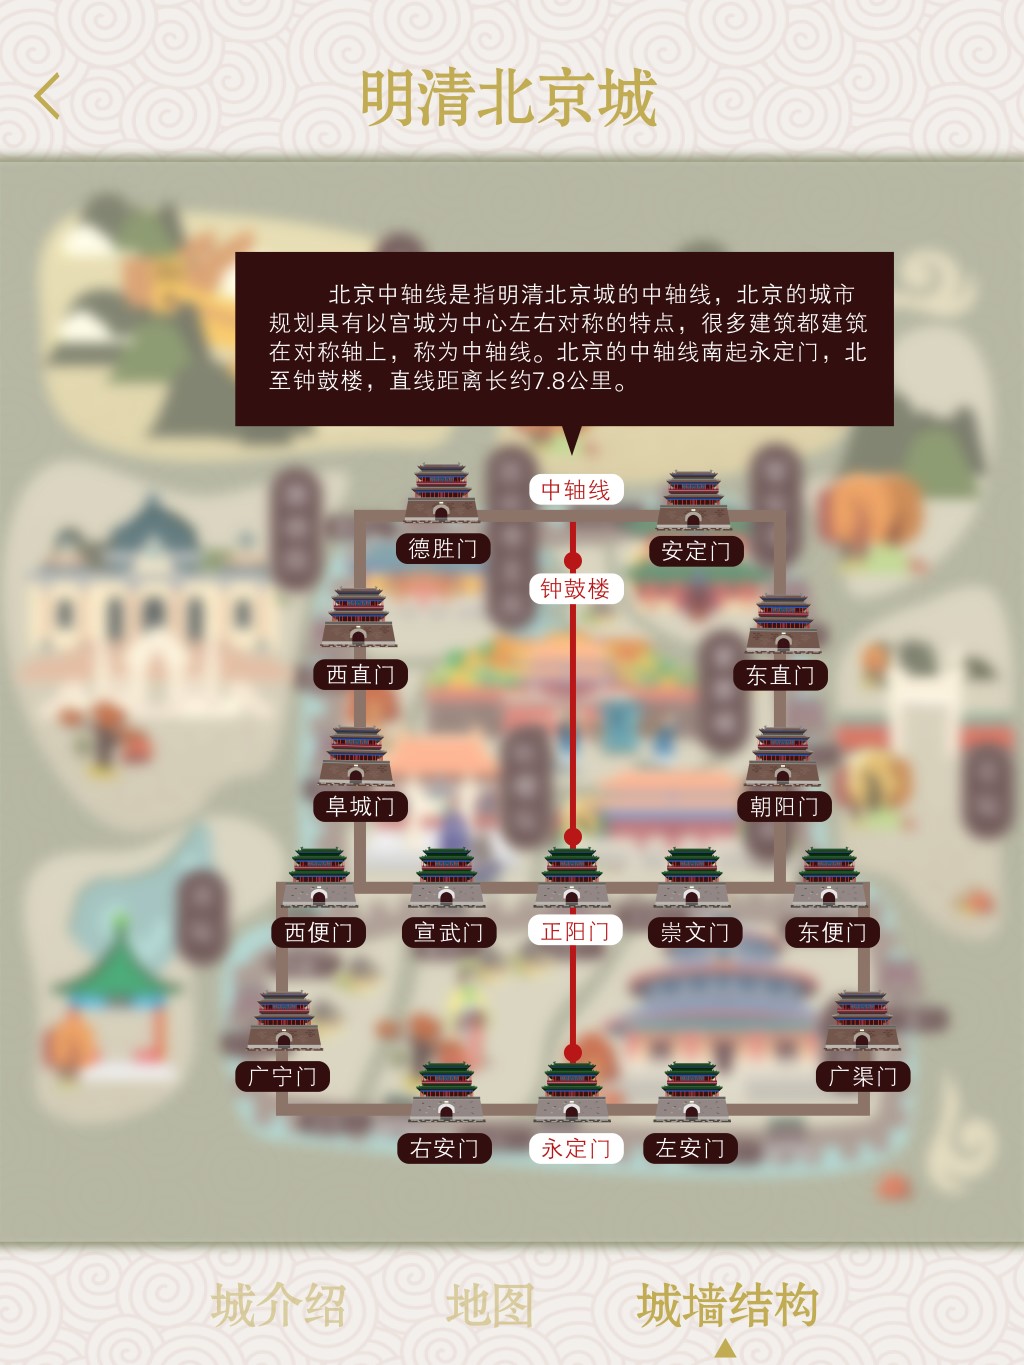 明清北京城
北京中轴线是指明清北京城的中轴线，北京的城市
规划具有以宫城为中心左右对称的特点，很多建筑都建筑
在对称轴上，称为中轴线。北京的中轴线南起永定门，北
至钟鼓楼，直线距离长约7.8公里。
中轴线
德胜门
安定门
钟鼓楼
西直门
东直门
阜城门
朝阳门
西便门
宣武门
正阳门
崇文门
东便门
广宁门
广渠门
右安门
永定门
左安门
城介绍
地图
城墙结构